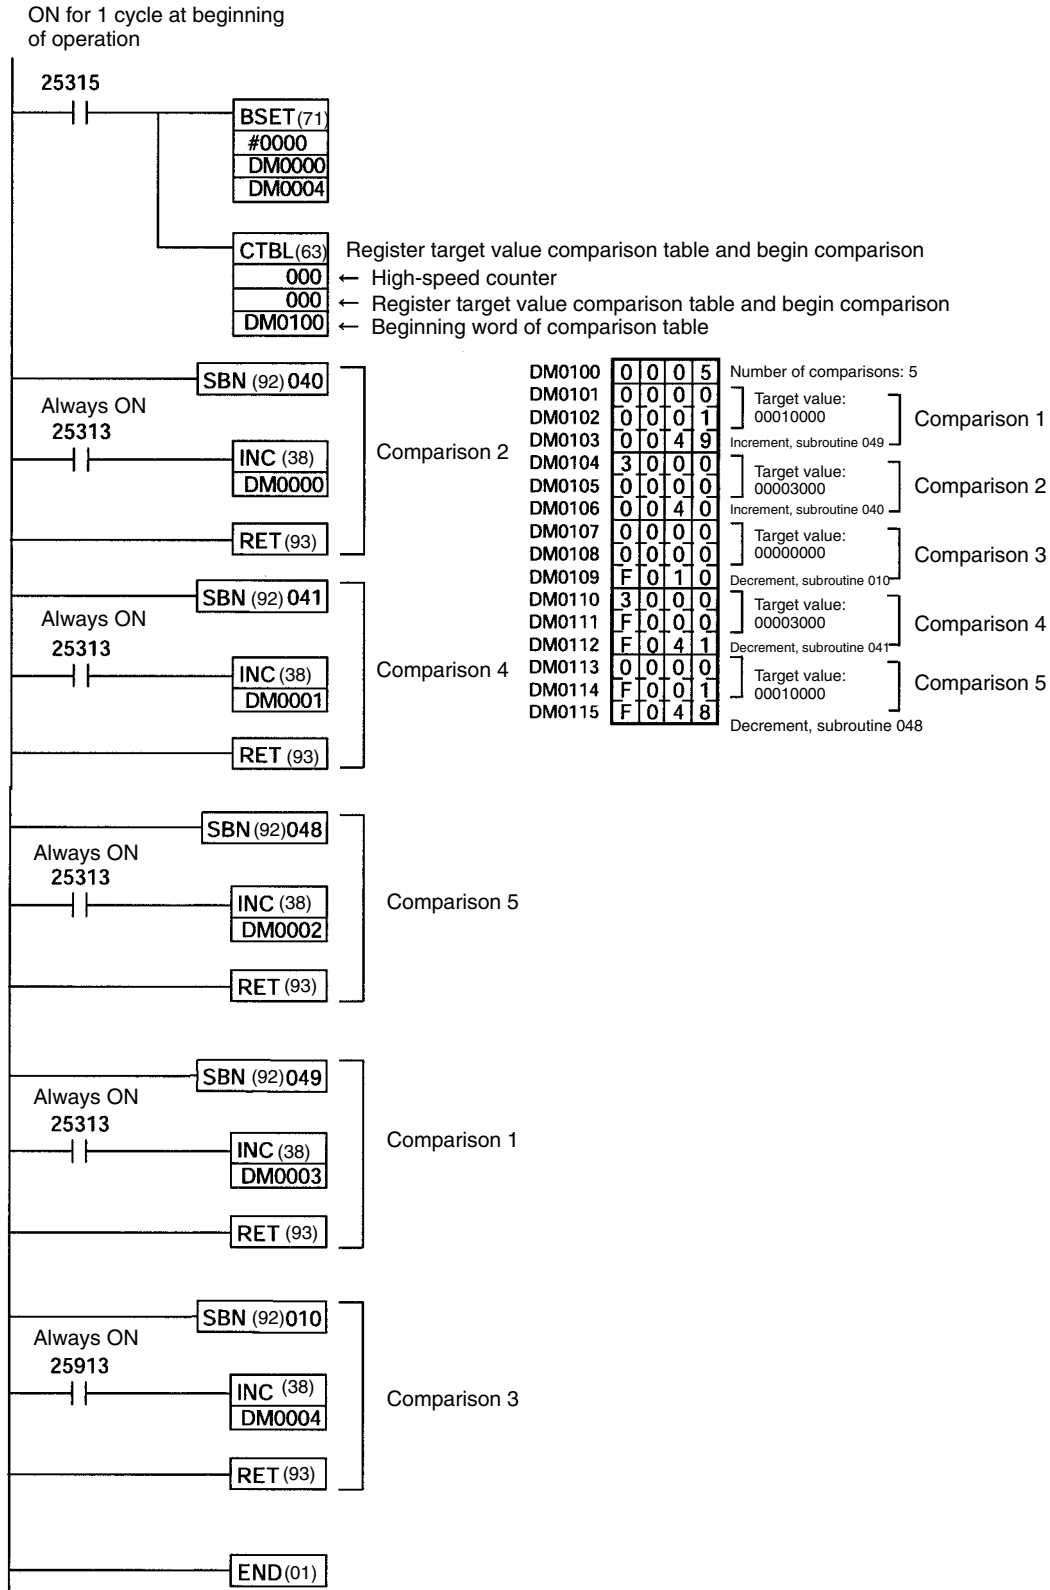 ON for 1 cycle at beginning
of operation
25315
BSET(71)
#0000
DM0000
DM0004
CTBL(63) Register target value comparison table and begin comparison
000 ← High-speed counter
000 ← Register target value comparison table and begin comparison
DM0100 ← Beginning word of comparison table
SBN (92) 040
Always ON
25313
INC (38)
DM0000
RET (93)
Comparison 2
SBN (92) 041
Always ON
25313
INC (38)
DM0001
RET (93)
Comparison 4
DM0100 0 0 0 5 Number of comparisons: 5
DM0101 0 0 0 0
DM0102 0 0 0 1
DM0103 0 0 4 9
Target value:
00010000
Increment, subroutine 049
Comparison 1
DM0104 3 0 0 0
DM0105 0 0 0 0
DM0106 0 0 4 0
Target value:
00003000
Increment, subroutine 040
Comparison 2
DM0107 0 0 0 0
DM0108 0 0 0 0
DM0109 F 0 1 0
Target value:
00000000
Decrement, subroutine 010
Comparison 3
DM0110 3 0 0 0
DM0111 F 0 0 0
DM0112 F 0 4 1
Target value:
00003000
Decrement, subroutine 041
Comparison 4
DM0113 0 0 0 0
DM0114 F 0 0 1
DM0115 F 0 4 8
Target value:
00010000
Decrement, subroutine 048
Comparison 5
SBN (92)048
Always ON
25313
INC (38)
DM0002
RET (93)
Comparison 5
SBN (92)049
Always ON
25313
INC (38)
DM0003
RET (93)
Comparison 1
SBN (92)010
Always ON
25913
INC (38)
DM0004
RET (93)
Comparison 3
END(01)